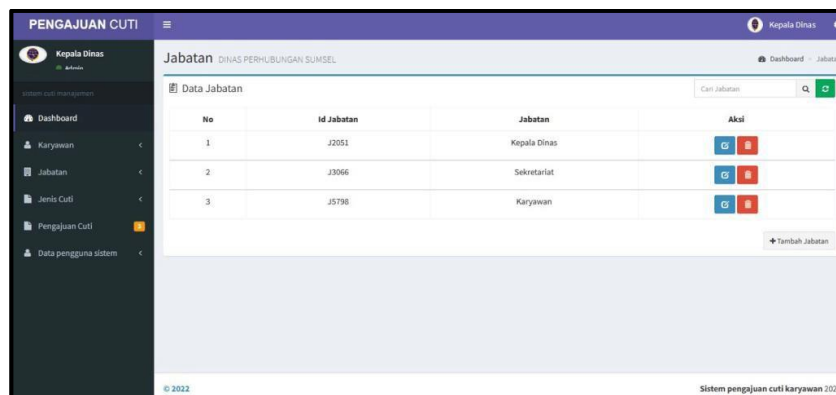 PENGAJUAN CUTI
Kepala Dinas
Kepala Dinas
Admin
Jabatan DINAS PERHUBUNGAN SUMSEL
Dashboard
sistem cuti manajemen
Data Jabatan
Cari Jabatan
Dashboard
Karyawan
Jabatan
Jenis Cuti
Pengajuan Cuti
Data pengguna sistem
No Id Jabatan Jabatan Aksi
1 J2051 Kepala Dinas
2 J3066 Sekretariat
3 J5798 Karyawan
+ Tambah Jabatan
© 2022
Sistem pengajuan cuti karyawan